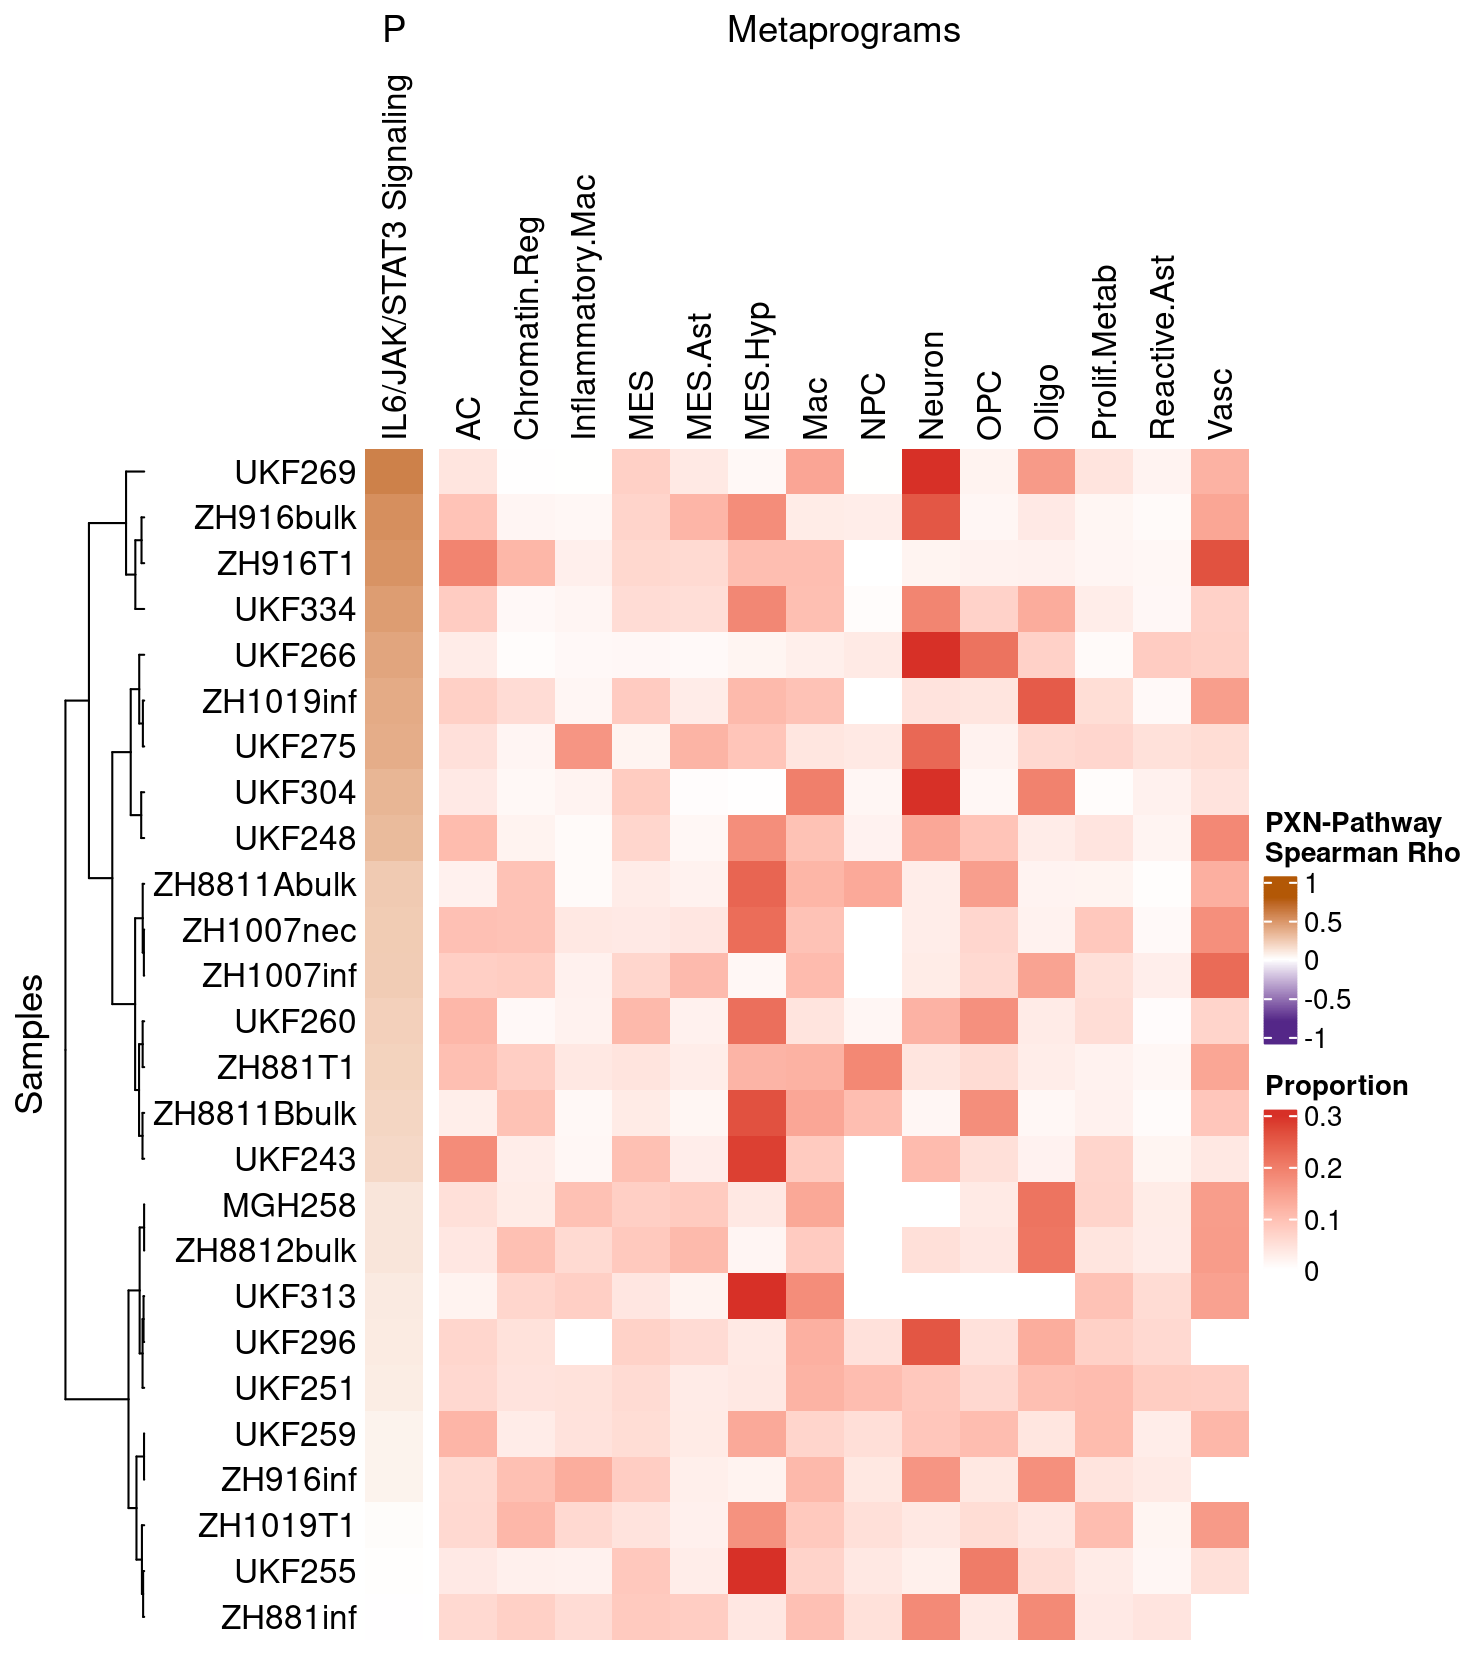 P
Metaprograms
IL6/JAK/STAT3 Signaling
AC
Chromatin.Reg
Inflammatory.Mac
MES
MES.Ast
MES.Hyp
Mac
NPC
Neuron
OPC
Oligo
Prolif.Metab
Reactive.Ast
Vasc
Samples
UKF269
ZH916bulk
ZH916T1
UKF334
UKF266
ZH1019inf
UKF275
UKF304
UKF248
ZH8811Abulk
ZH1007nec
ZH1007inf
UKF260
ZH881T1
ZH8811Bbulk
UKF243
MGH258
ZH8812bulk
UKF313
UKF296
UKF251
UKF259
ZH916inf
ZH1019T1
UKF255
ZH881inf
PXN-Pathway
Spearman Rho
1
0.5
0
-0.5
-1
Proportion
0.3
0.2
0.1
0